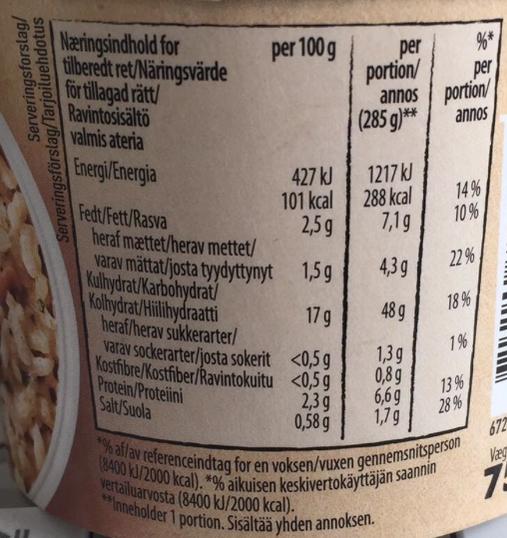 Serveringsforslag/
Serveringsförslag/Tarjoiluehdotus
Næringsindhold for
tilberedt ret/Näringsvärde
för tillagad rätt/
Ravintosisältö
valmis ateria
per 100 g
per
portion/
annos
(285 g)**
%*
per
portion/
annos
Energi/Energia 427 kJ 1217 kJ
101 kcal 288 kcal 14 %
Fedt/Fett/Rasva 2,5 g 7,1 g 10 %
heraf mættet/herav mettet/
varav mättat/josta tyydyttynyt 1,5 g 4,3 g 22 %
Kulhydrat/Karbohydrat/
Kolhydrat/Hiilihydraatti 17 g 48 g 18 %
heraf/herav sukkerarter/
varav sockerarter/josta sokerit <0,5 g 1,3 g 1 %
Kostfibre/Kostfiber/Ravintokuitu <0,5 g 0,8 g
Protein/Proteiini 2,3 g 6,6 g 13 %
Salt/Suola 0,58 g 1,7 g 28 %
*% af/av referenceindtag for en voksen/vuxen gennemsnitsperson
(8400 kJ/2000 kcal). *% aikuisen keskivertokäyttäjän saannin
vertailuarvosta (8400 kJ/2000 kcal).
**Inneholder 1 portion. Sisältää yhden annoksen.
672